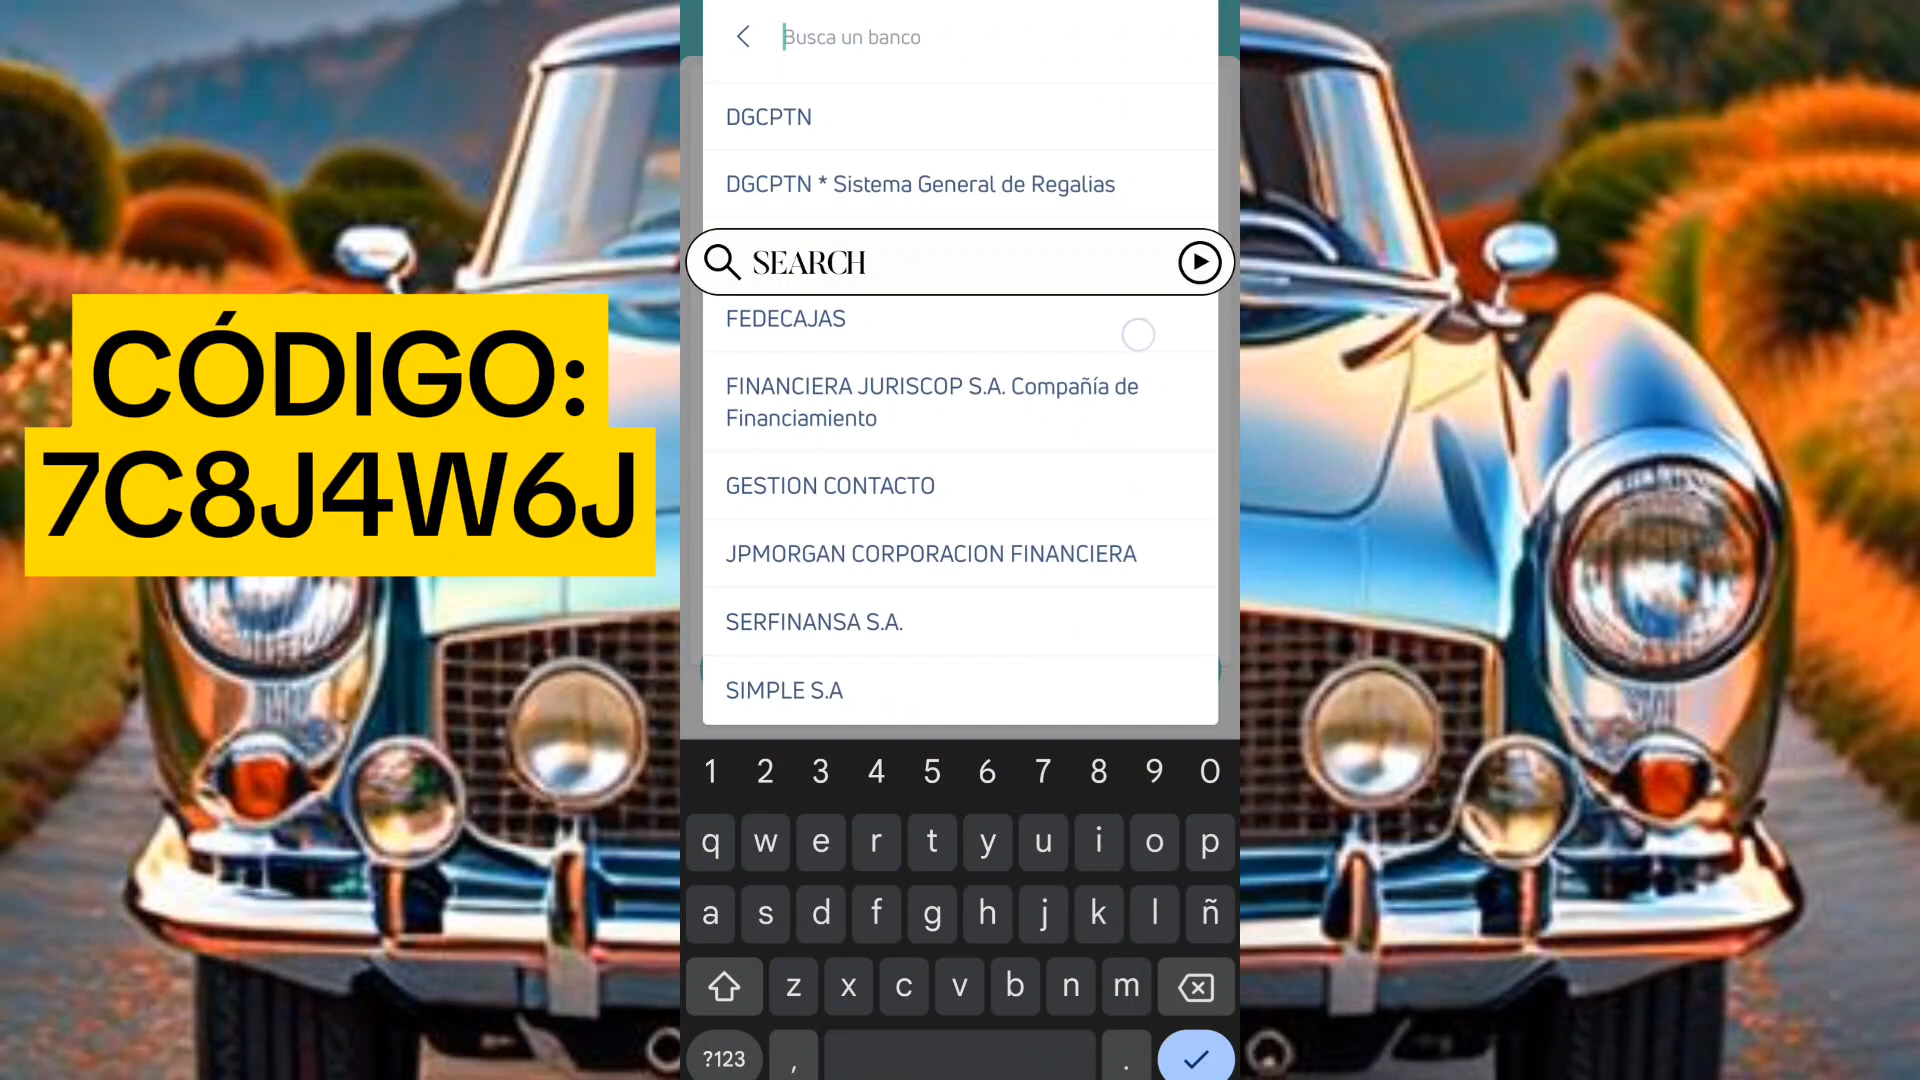 CÓDIGO:
7C8J4W6J
Busca un banco
DGCPTN
DGCPTN * Sistema General de Regalias
SEARCH
FEDECAJAS
FINANCIERA JURISCOP S.A. Compañía de
Financiamiento
GESTION CONTACTO
JPMORGAN CORPORACION FINANCIERA
SERFINANSA S.A.
SIMPLE S.A
1 2 3 4 5 6 7 8 9 0
q w e r t y u i o p
a s d f g h j k l ñ
z x c v b n m
?123 , .